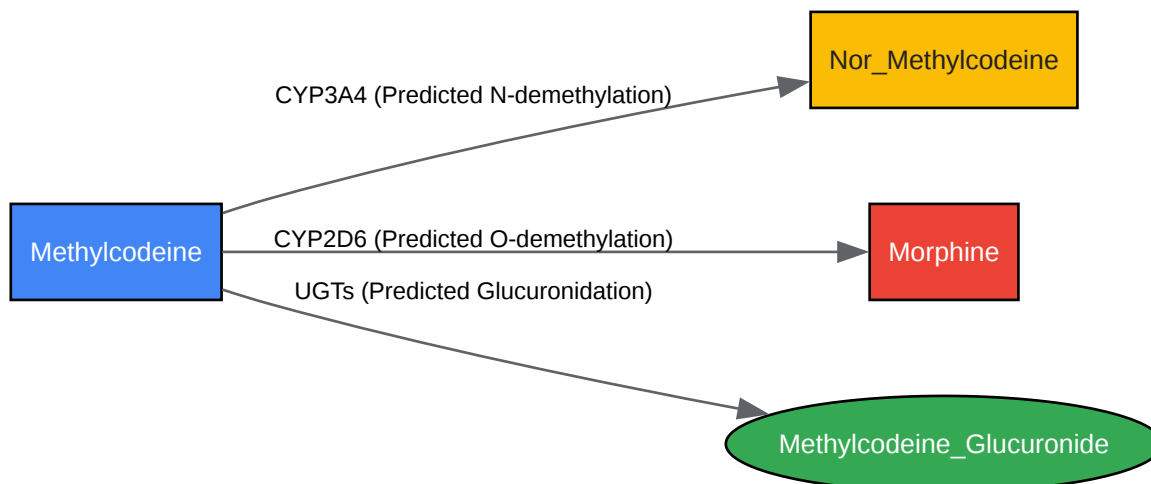 Nor_Methylcodeine
CYP3A4 (Predicted N-demethylation)
Methylcodeine
CYP2D6 (Predicted O-demethylation)
Morphine
UGTs (Predicted Glucuronidation)
Methylcodeine_Glucuronide